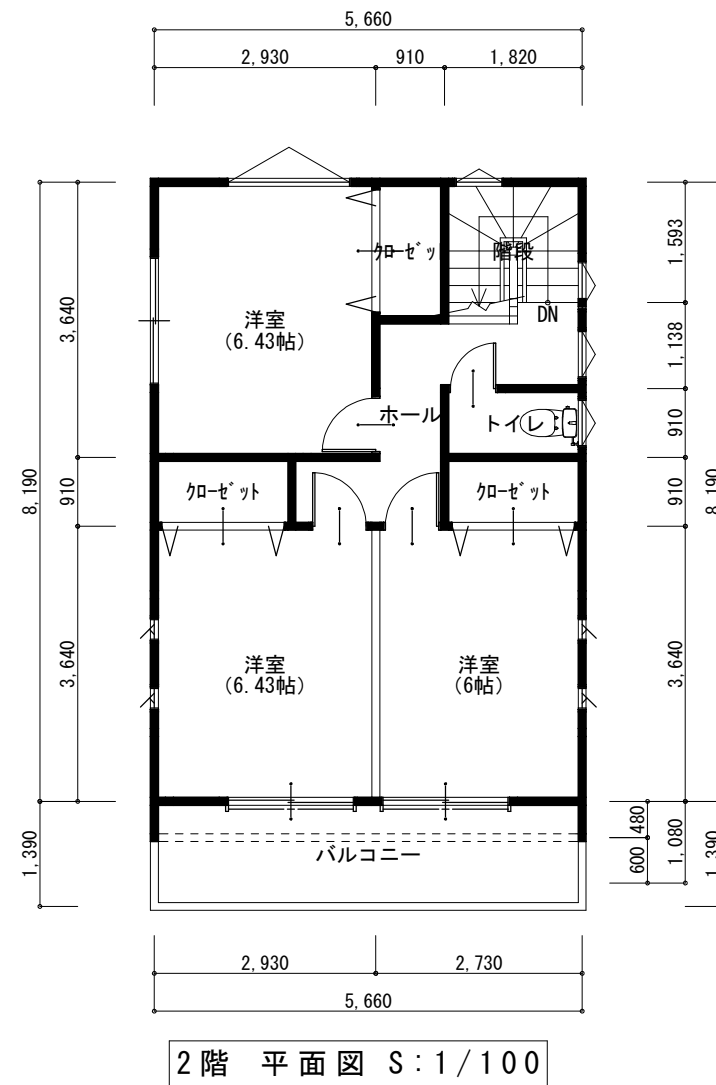 5,660
2,930 910 1,820
クローゼット 階段
1,593
3,640
洋室
(6.43帖)
DN
1,138
ホール トイレ
910
8,190
910
クローゼット クローゼット
910
8,190
3,640
洋室
(6.43帖)
洋室
(6帖)
3,640
1,390
バルコニー
480
600
1,080
1,390
2,930 2,730
5,660
2階 平面図 S:1/100